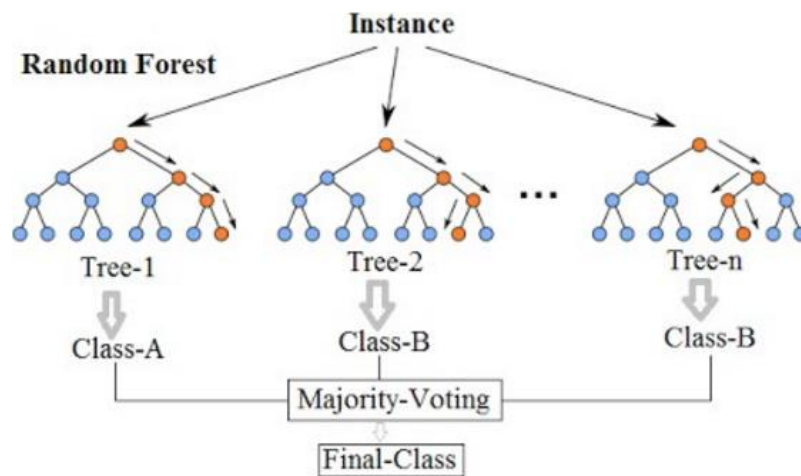 Instance
Random Forest
...
Tree-1
Tree-2
Tree-n
Class-A
Class-B
Class-B
Majority-Voting
Final-Class